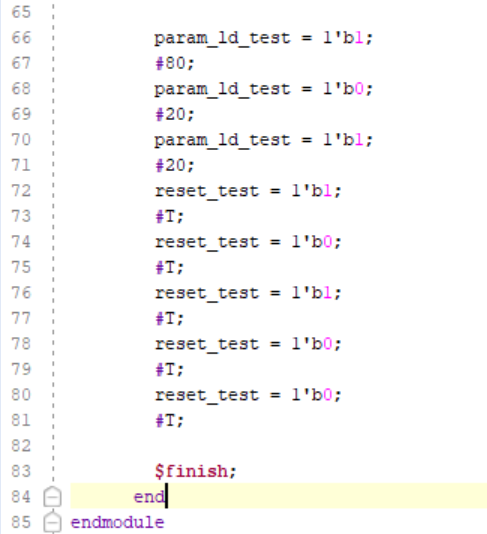 65
66 param_ld_test = 1'b1;
67 #80;
68 param_ld_test = 1'b0;
69 #20;
70 param_ld_test = 1'b1;
71 #20;
72 reset_test = 1'b1;
73 #T;
74 reset_test = 1'b0;
75 #T;
76 reset_test = 1'b1;
77 #T;
78 reset_test = 1'b0;
79 #T;
80 reset_test = 1'b0;
81 #T;
82
83 $finish;
84 end
85 endmodule